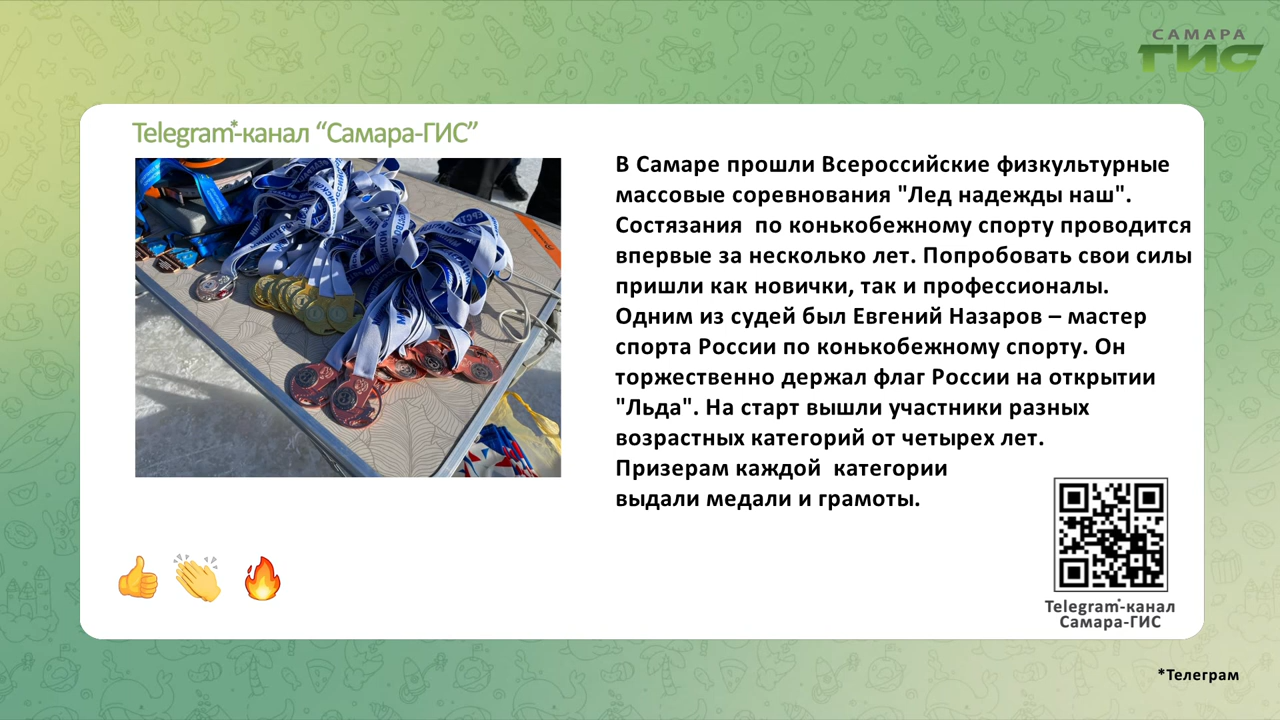 САМАРА
ГИС
Telegram*-канал “Самара-ГИС”
В Самаре прошли Всероссийские физкультурные
массовые соревнования "Лед надежды наш".
Состязания  по конькобежному спорту проводится
впервые за несколько лет. Попробовать свои силы
пришли как новички, так и профессионалы.
Одним из судей был Евгений Назаров – мастер
спорта России по конькобежному спорту. Он
торжественно держал флаг России на открытии
"Льда". На старт вышли участники разных
возрастных категорий от четырех лет.
Призерам каждой  категории
выдали медали и грамоты.
Telegram*-канал
Самара-ГИС
*Телеграм